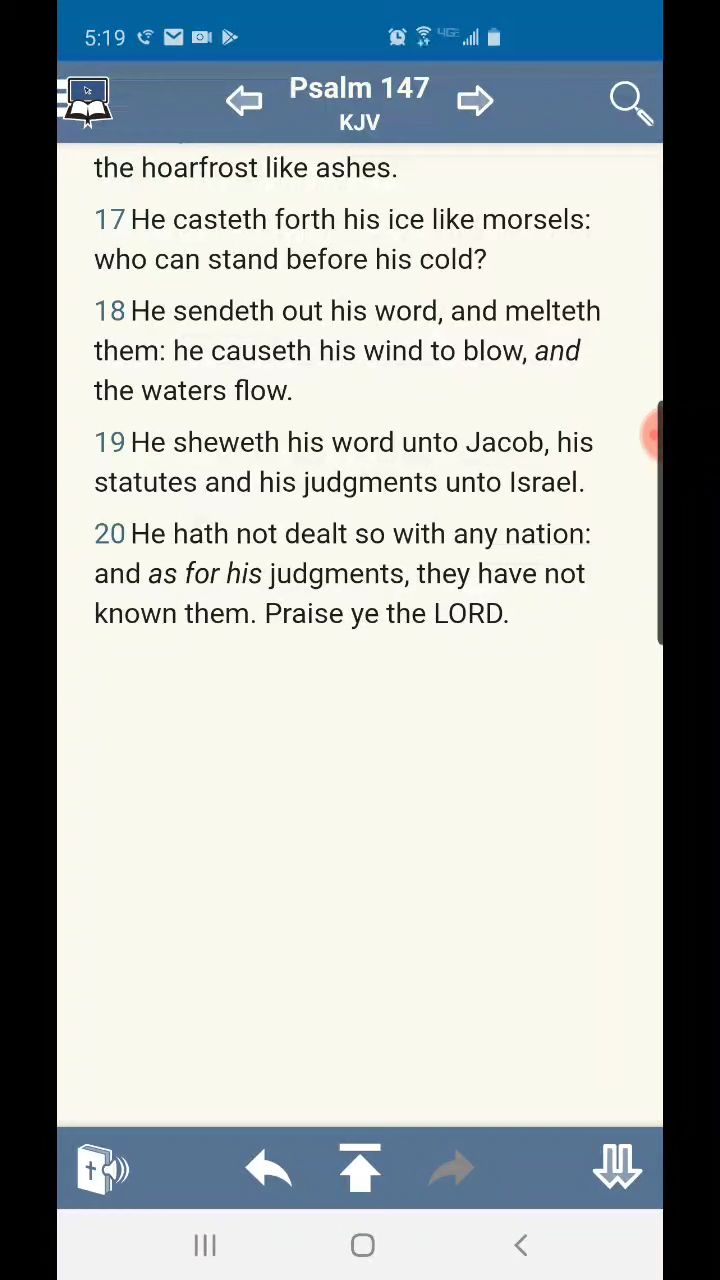 5:19
Psalm 147
KJV
the hoarfrost like ashes.
17 He casteth forth his ice like morsels:
who can stand before his cold?
18 He sendeth out his word, and melteth
them: he causeth his wind to blow, and
the waters flow.
19 He sheweth his word unto Jacob, his
statutes and his judgments unto Israel.
20 He hath not dealt so with any nation:
and as for his judgments, they have not
known them. Praise ye the LORD.